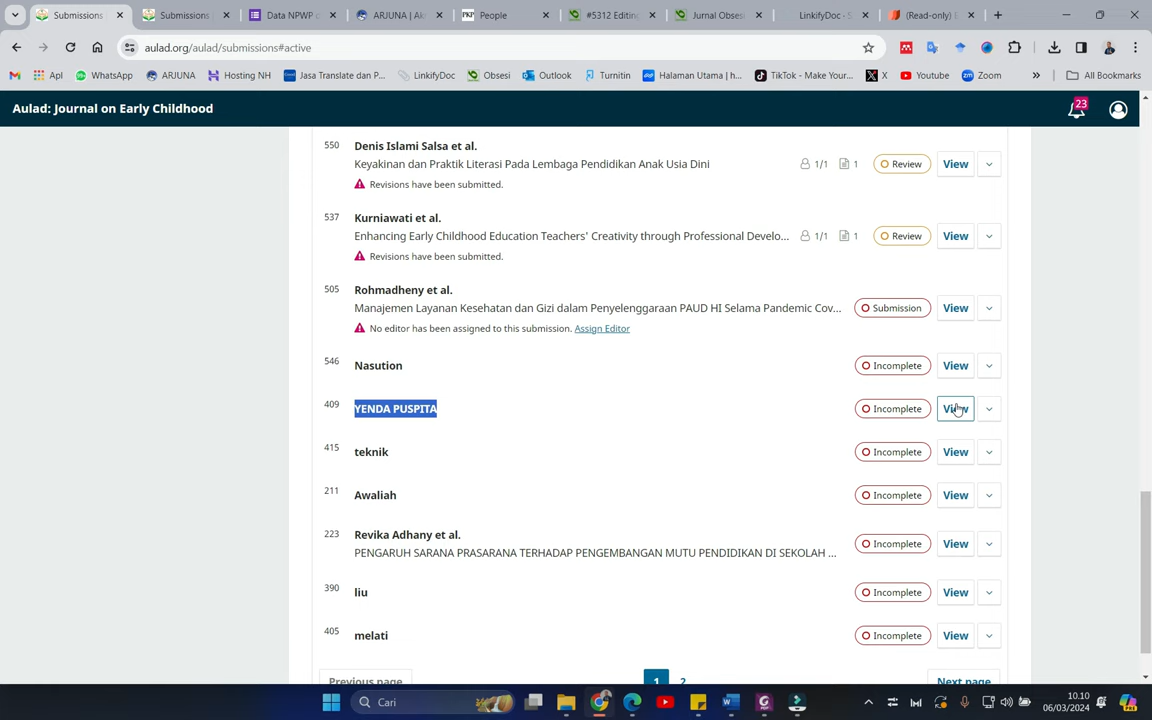 Submissions
Submissions
Data NPWP c
ARJUNA | Ak
People
#5312 Editing
Jurnal Obsesi
LinkifyDoc - S
(Read-only) E
aulad.org/aulad/submissions#active
Apl
WhatsApp
ARJUNA
Hosting NH
Jasa Translate dan P...
LinkifyDoc
Obsesi
Outlook
Turnitin
Halaman Utama | h...
TikTok - Make Your...
X
Youtube
Zoom
All Bookmarks
Aulad: Journal on Early Childhood
23
550
Denis Islami Salsa et al.
Keyakinan dan Praktik Literasi Pada Lembaga Pendidikan Anak Usia Dini
1/1
1
Review
View
Revisions have been submitted.
537
Kurniawati et al.
Enhancing Early Childhood Education Teachers' Creativity through Professional Develo...
1/1
1
Review
View
Revisions have been submitted.
505
Rohmadheny et al.
Manajemen Layanan Kesehatan dan Gizi dalam Penyelenggaraan PAUD HI Selama Pandemic Cov...
Submission
View
No editor has been assigned to this submission. Assign Editor
546
Nasution
Incomplete
View
409
YENDA PUSPITA
Incomplete
View
415
teknik
Incomplete
View
211
Awaliah
Incomplete
View
223
Revika Adhany et al.
PENGARUH SARANA PRASARANA TERHADAP PENGEMBANGAN MUTU PENDIDIKAN DI SEKOLAH ...
Incomplete
View
390
liu
Incomplete
View
405
melati
Incomplete
View
Previous page
1
2
Next page
Cari
10.10
06/03/2024